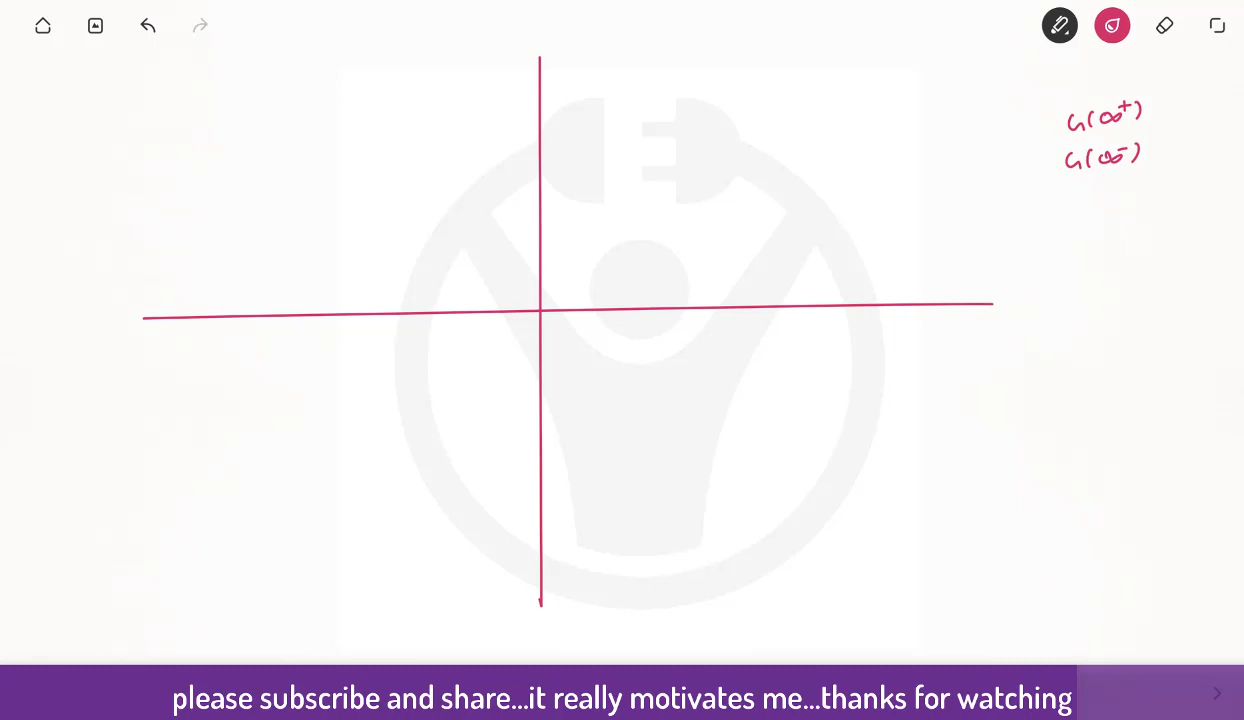 G(∞⁺)
G(∞⁻)
please subscribe and share...it really motivates me...thanks for watching